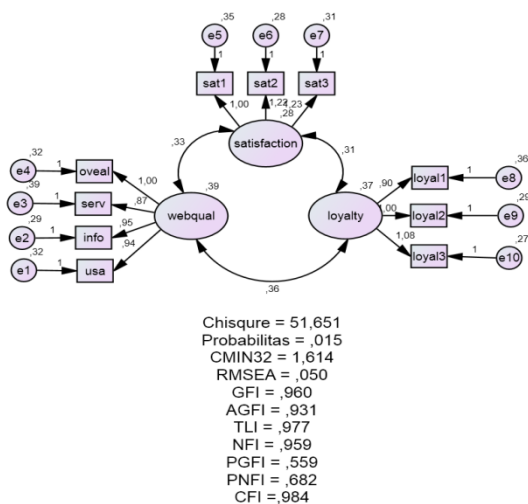 ,35 ,28 ,31
e5 e6 e7
1 1 1
sat1 sat2 sat3
1,00 1,22 1,23
,28
satisfaction
,33 ,31
,32
e4 1 oveal
,39 1,00
e3 1 serv ,87
,29
e2 1 info ,95
,32
e1 1 usa ,94
,39
webqual
,37
loyalty
,90 loyal1 1 e8 ,36
1,00 loyal2 1 e9 ,29
1,08 loyal3 1 e10 ,27
,36
Chisqure = 51,651
Probabilitas = ,015
CMIN32 = 1,614
RMSEA = ,050
GFI = ,960
AGFI = ,931
TLI = ,977
NFI = ,959
PGFI = ,559
PNFI = ,682
CFI = ,984